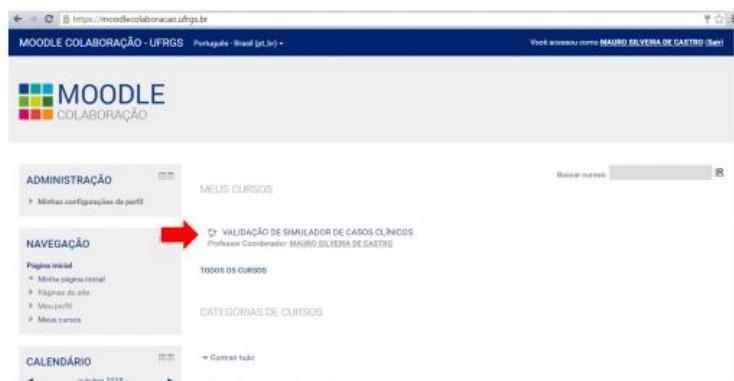 https://moodlecolaboracao.ufrgs.br
MOODLE COLABORAÇÃO - UFRGS Português - Brasil (pt_br)
Você acessou como MAURO SILVEIRA DE CASTRO (Sair)
MOODLE
COLABORAÇÃO
ADMINISTRAÇÃO
Minhas configurações de perfil
NAVEGAÇÃO
Página inicial
Minha página inicial
Páginas do site
Meu perfil
Meus cursos
CALENDÁRIO
Buscar cursos:
MEUS CURSOS
VALIDAÇÃO DE SIMULADOR DE CASOS CLÍNICOS
Professor Coordenador: MAURO SILVEIRA DE CASTRO
TODOS OS CURSOS
CATEGORIAS DE CURSOS
Contrair tudo